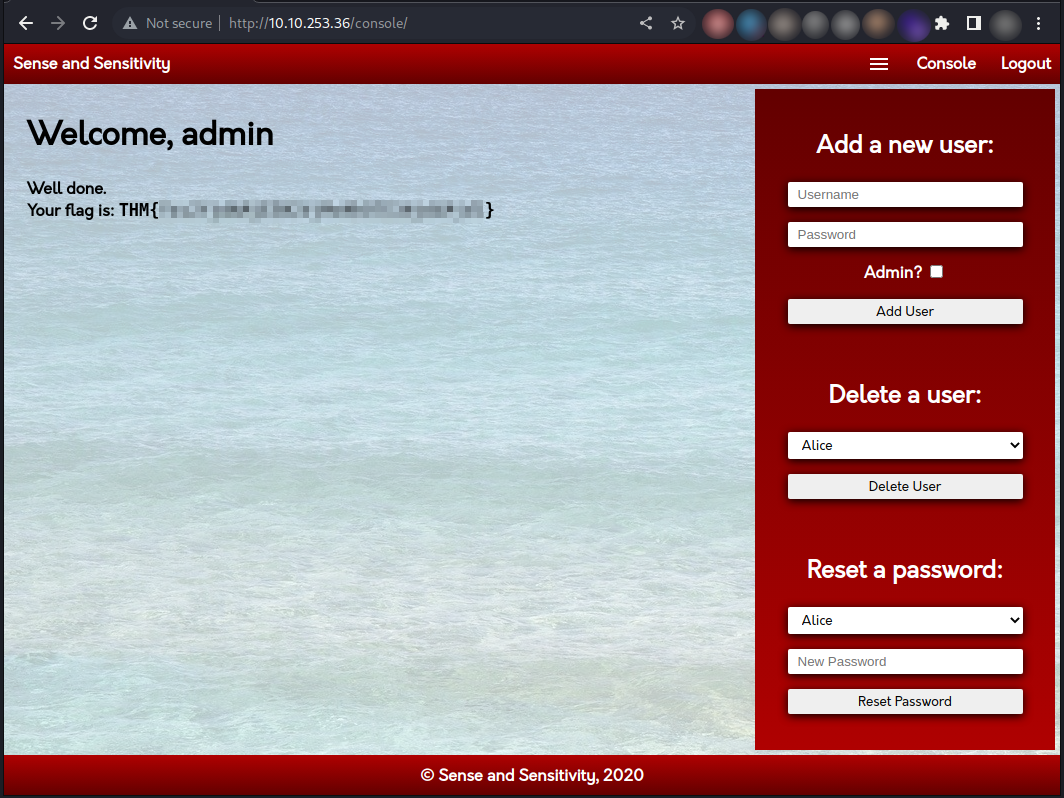 Not secure | http://10.10.253.36/console/
Sense and Sensitivity
Console
Logout
Welcome, admin
Well done.
Your flag is: THM{ }
Add a new user:
Username
Password
Admin?
Add User
Delete a user:
Alice
Delete User
Reset a password:
Alice
New Password
Reset Password
© Sense and Sensitivity, 2020